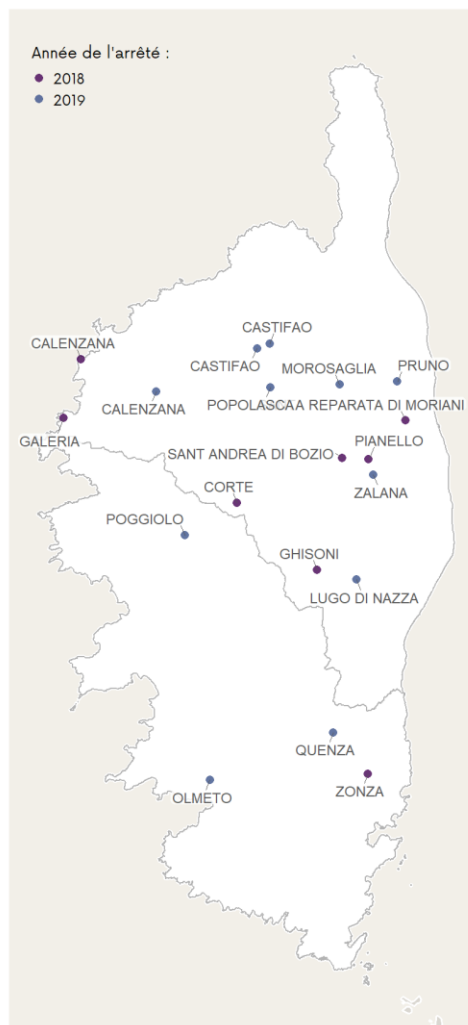 Année de l'arrêté :
2018
2019
CASTIFAO
CALENZANA
CASTIFAO
MOROSAGLIA
PRUNO
CALENZANA
POPOLASCAA REPARATA DI MORIANI
GALERIA
PIANELLO
SANT ANDREA DI BOZIO
CORTE
ZALANA
POGGIOLO
GHISONI
LUGO DI NAZZA
QUENZA
OLMETO
ZONZA